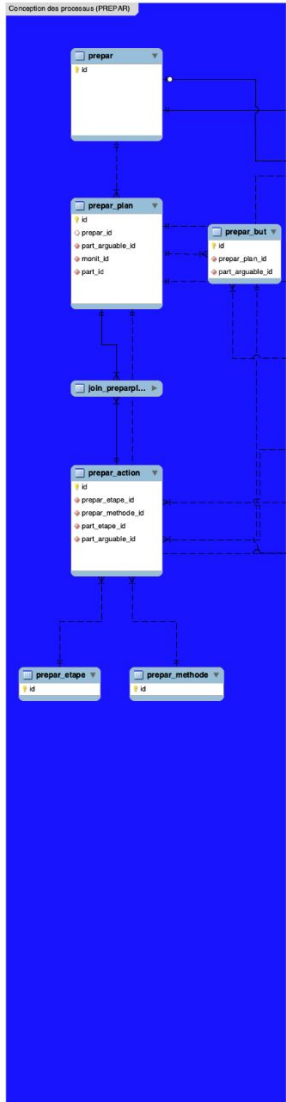 Conception des processus (PREPAR)
prepar
id
prepar_plan
id
prepar_id
part_arguable_id
monit_id
part_id
prepar_but
id
prepar_plan_id
part_arguable_id
join_preparpl...
prepar_action
id
prepar_etape_id
prepar_methode_id
part_etape_id
part_arguable_id
prepar_etape
id
prepar_methode
id